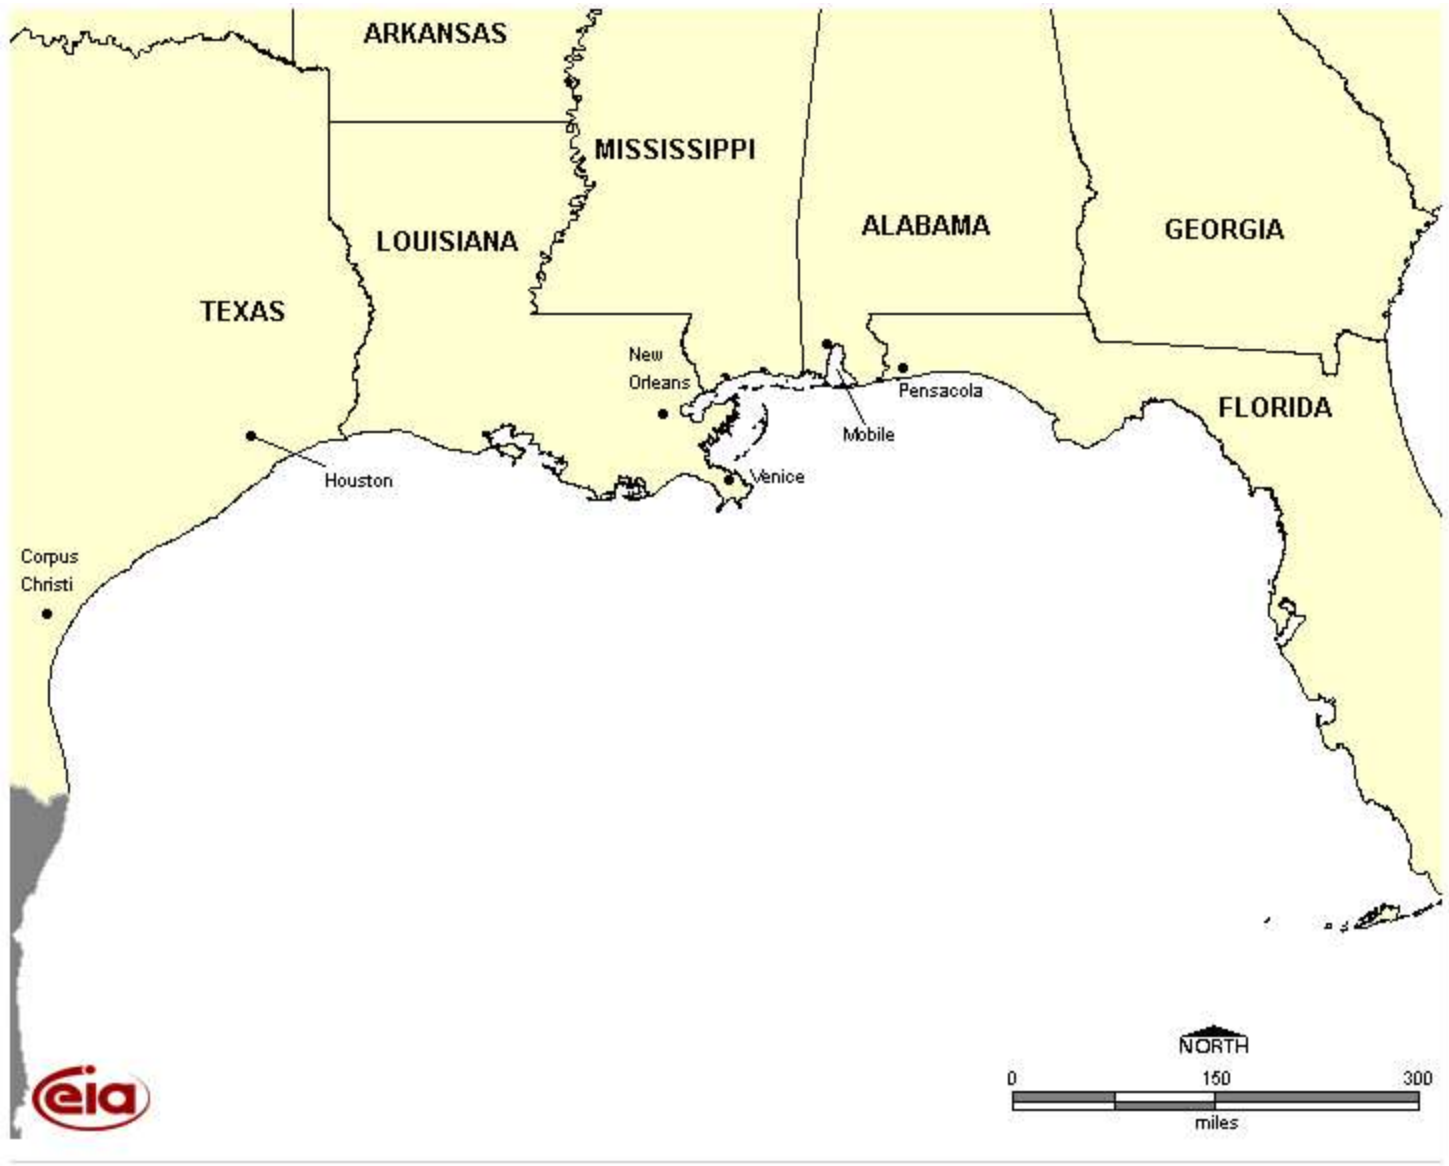 ARKANSAS
MISSISSIPPI
ALABAMA
GEORGIA
LOUISIANA
TEXAS
New
Orleans
Pensacola
FLORIDA
Mobile
Houston
Venice
Corpus
Christi
NORTH
0 150 300
miles
eia